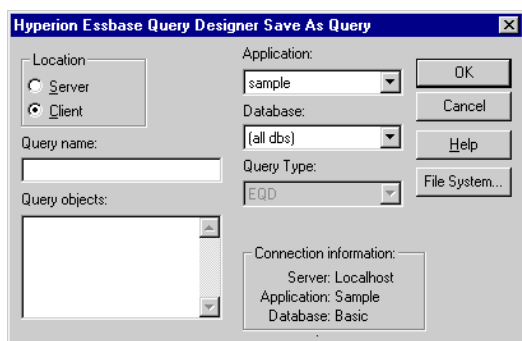 Hyperion Essbase Query Designer Save As Query
Location
Server
Client
Query name:
Query objects:
Application:
sample
Database:
(all dbs)
Query Type:
EQD
Connection information:
Server: Localhost
Application: Sample
Database: Basic
OK
Cancel
Help
File System...